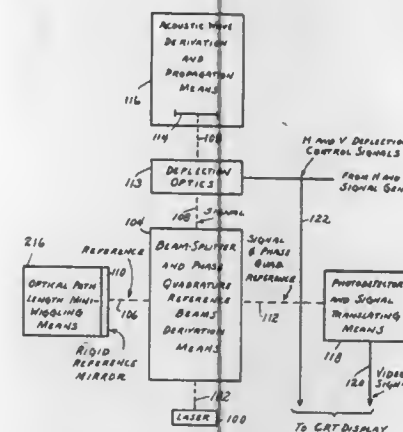 ACOUSTIC WAVE
DERIVATION
AND
PROPAGATION
MEANS
116
114
108
H AND V DEFLECTION
CONTROL SIGNALS
113
DEFLECTION
OPTICS
FROM H AND
SIGNAL GEN
108
SIGNAL
122
104
216
REFERENCE
110
OPTICAL PATH
LENGTH MINI-
WIGGLING
MEANS
106
RIGID
REFERENCE
MIRROR
BEAM-SPLITTER
AND PHASE
QUADRATURE
REFERENCE
BEAMS
DERIVATION
MEANS
SIGNAL
& PHASE
QUAD.
REFERENCE
112
PHOTODETECTOR
AND SIGNAL
TRANSLATING
MEANS
118
120
VIDEO
SIGN
102
LASER
100
TO CRT DISPLAY